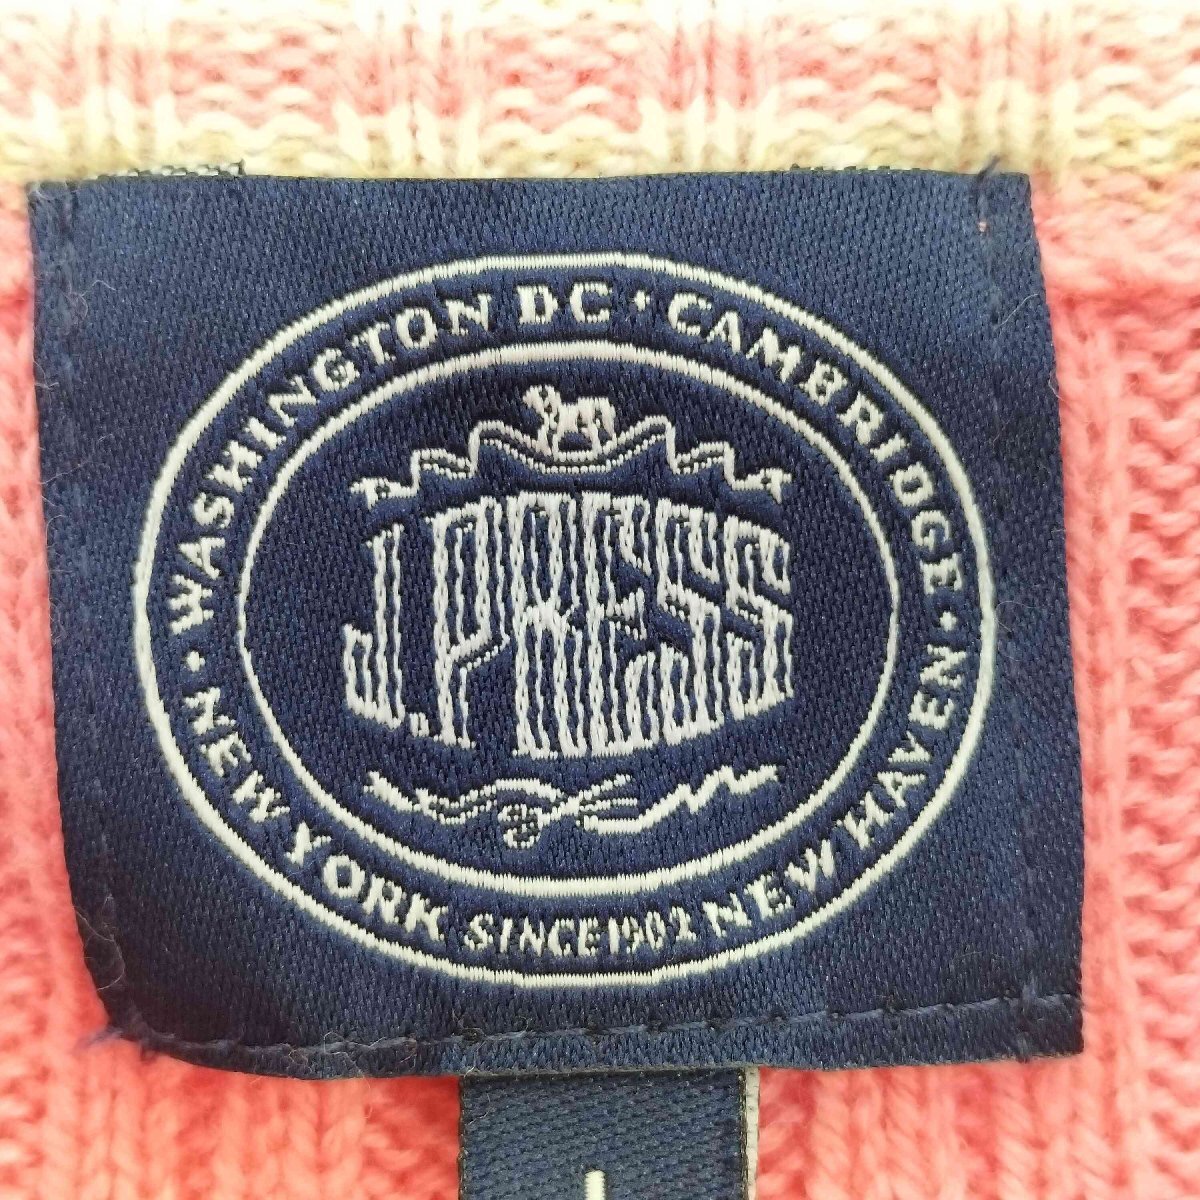 WASHINGTON DC • CAMBRIDGE •
J.PRESS
• NEW YORK SINCE 1902 NEW HAVEN